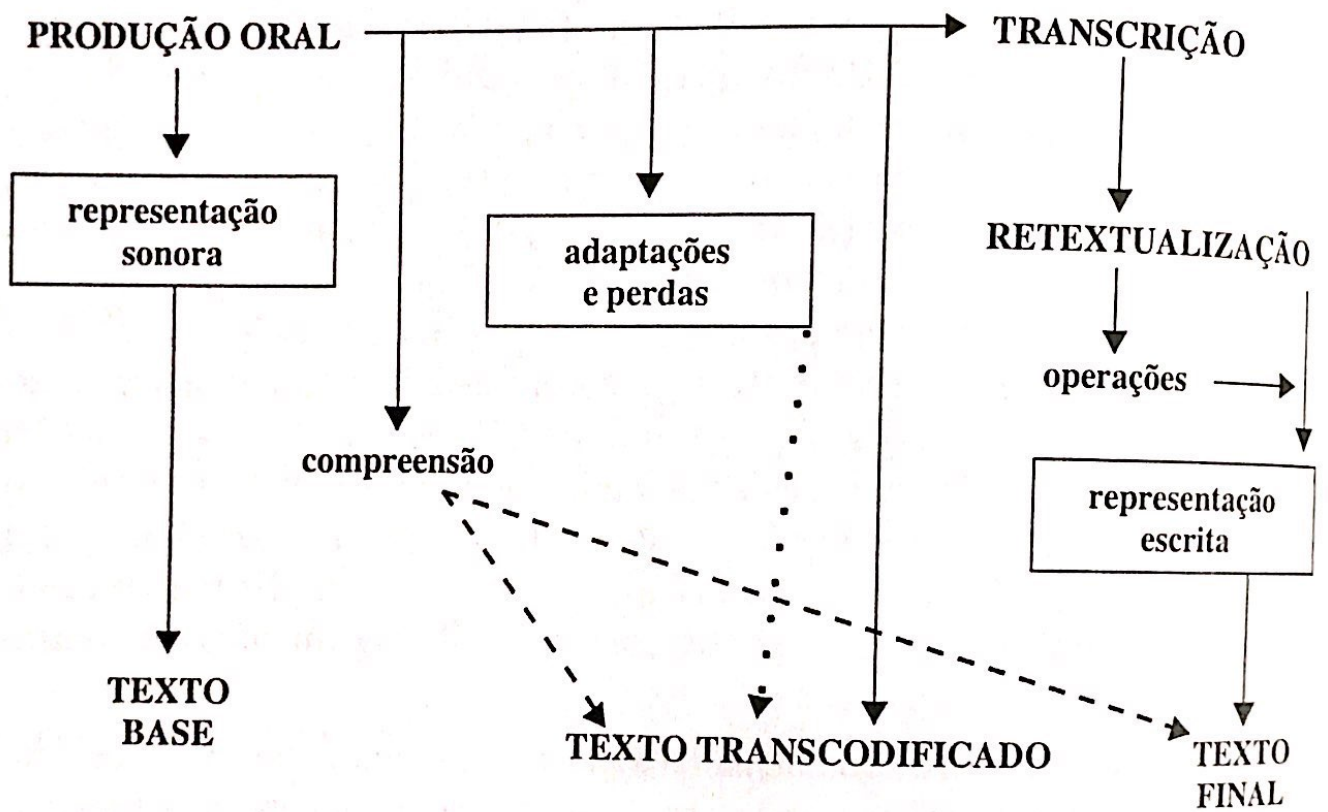 PRODUÇÃO ORAL
TRANSCRIÇÃO
representação
sonora
adaptações
e perdas
RETEXTUALIZAÇÃO
operações
compreensão
representação
escrita
TEXTO
BASE
TEXTO TRANSCODIFICADO
TEXTO
FINAL